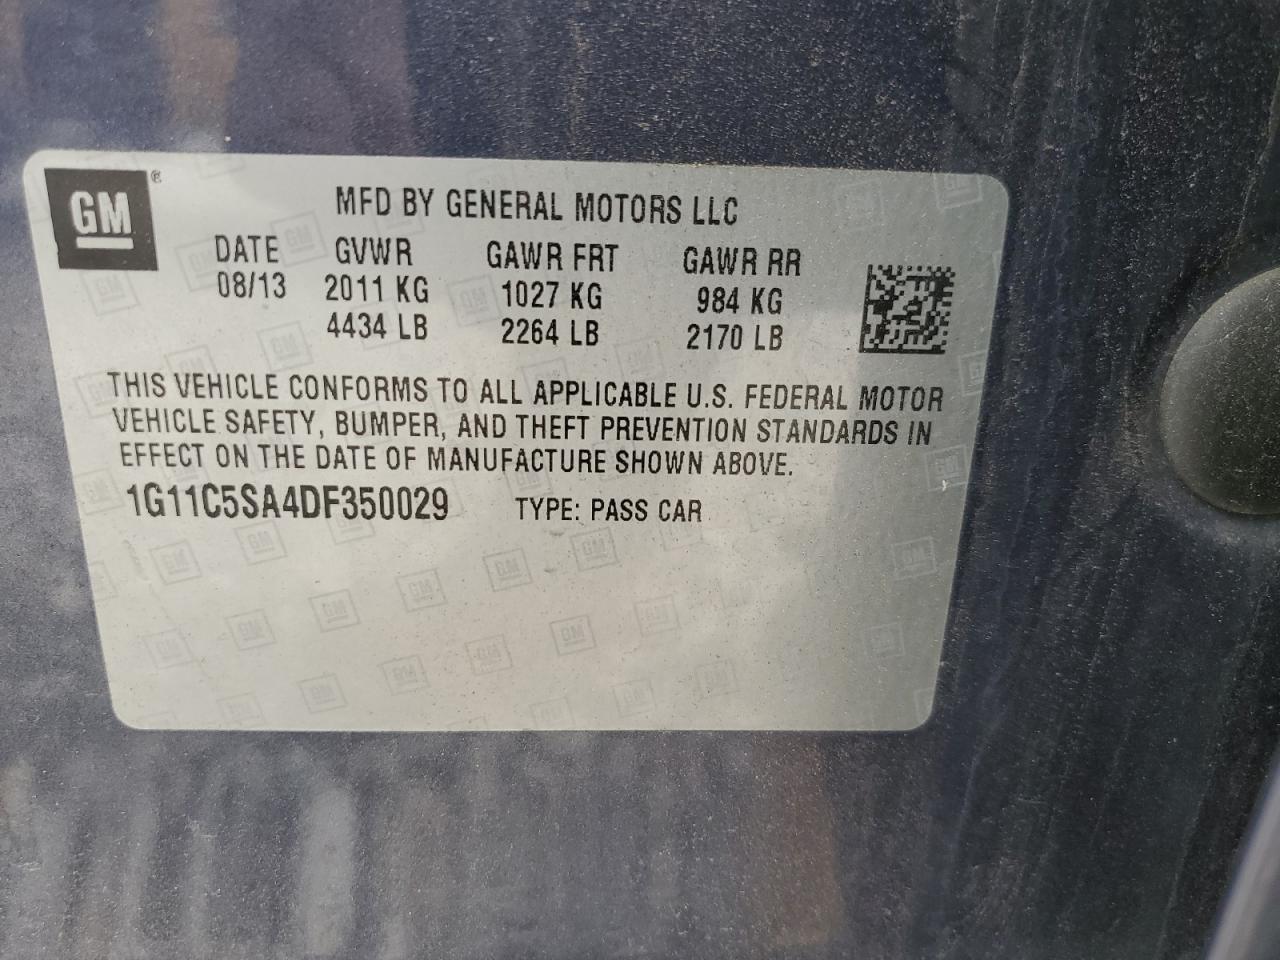 GM ®
MFD BY GENERAL MOTORS LLC
DATE GVWR GAWR FRT GAWR RR
08/13 2011 KG 1027 KG 984 KG
4434 LB 2264 LB 2170 LB
THIS VEHICLE CONFORMS TO ALL APPLICABLE U.S. FEDERAL MOTOR
VEHICLE SAFETY, BUMPER, AND THEFT PREVENTION STANDARDS IN
EFFECT ON THE DATE OF MANUFACTURE SHOWN ABOVE.
1G11C5SA4DF350029 TYPE: PASS CAR